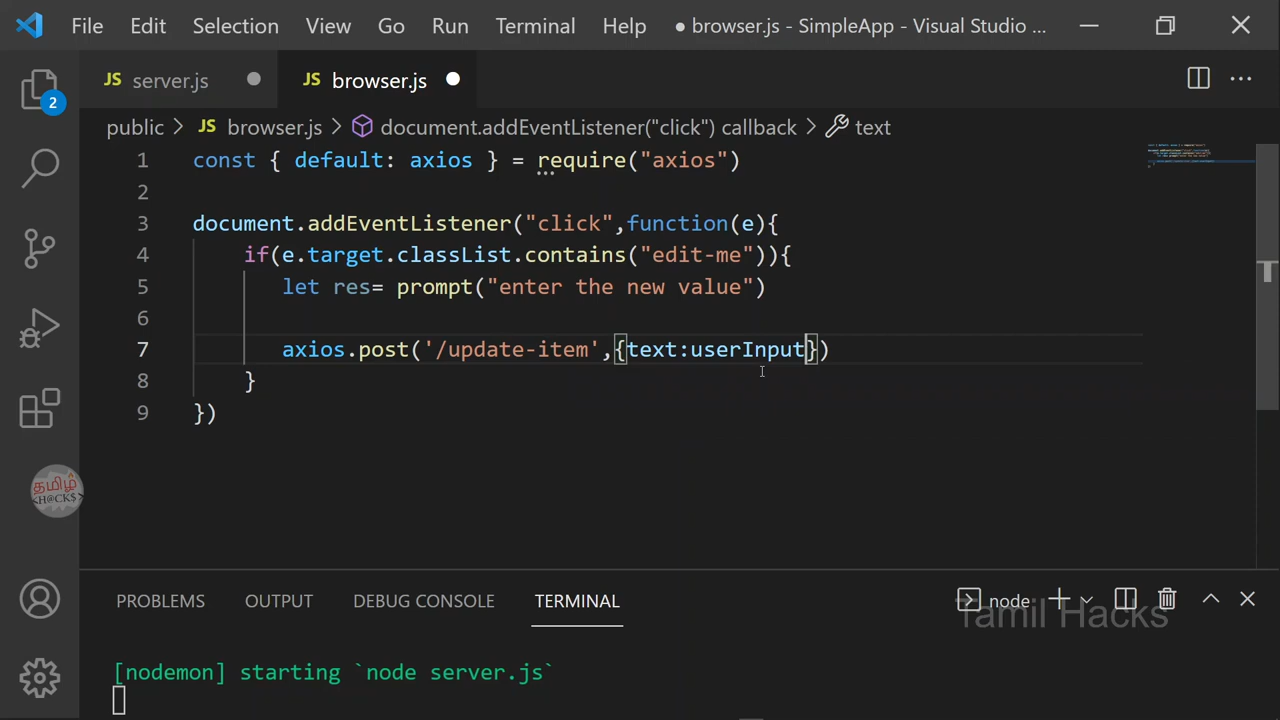 File Edit Selection View Go Run Terminal Help ● browser.js - SimpleApp - Visual Studio ...
JS server.js JS browser.js
2
public > JS browser.js > document.addEventListener("click") callback > text
1 const { default: axios } = require("axios")
2
3 document.addEventListener("click",function(e){
4 if(e.target.classList.contains("edit-me")){
5 let res= prompt("enter the new value")
6
7 axios.post('/update-item',{text:userInput})
8 }
9 })
தமிழ்
<H@CK$>
PROBLEMS OUTPUT DEBUG CONSOLE TERMINAL node
Tamil Hacks
[nodemon] starting `node server.js`